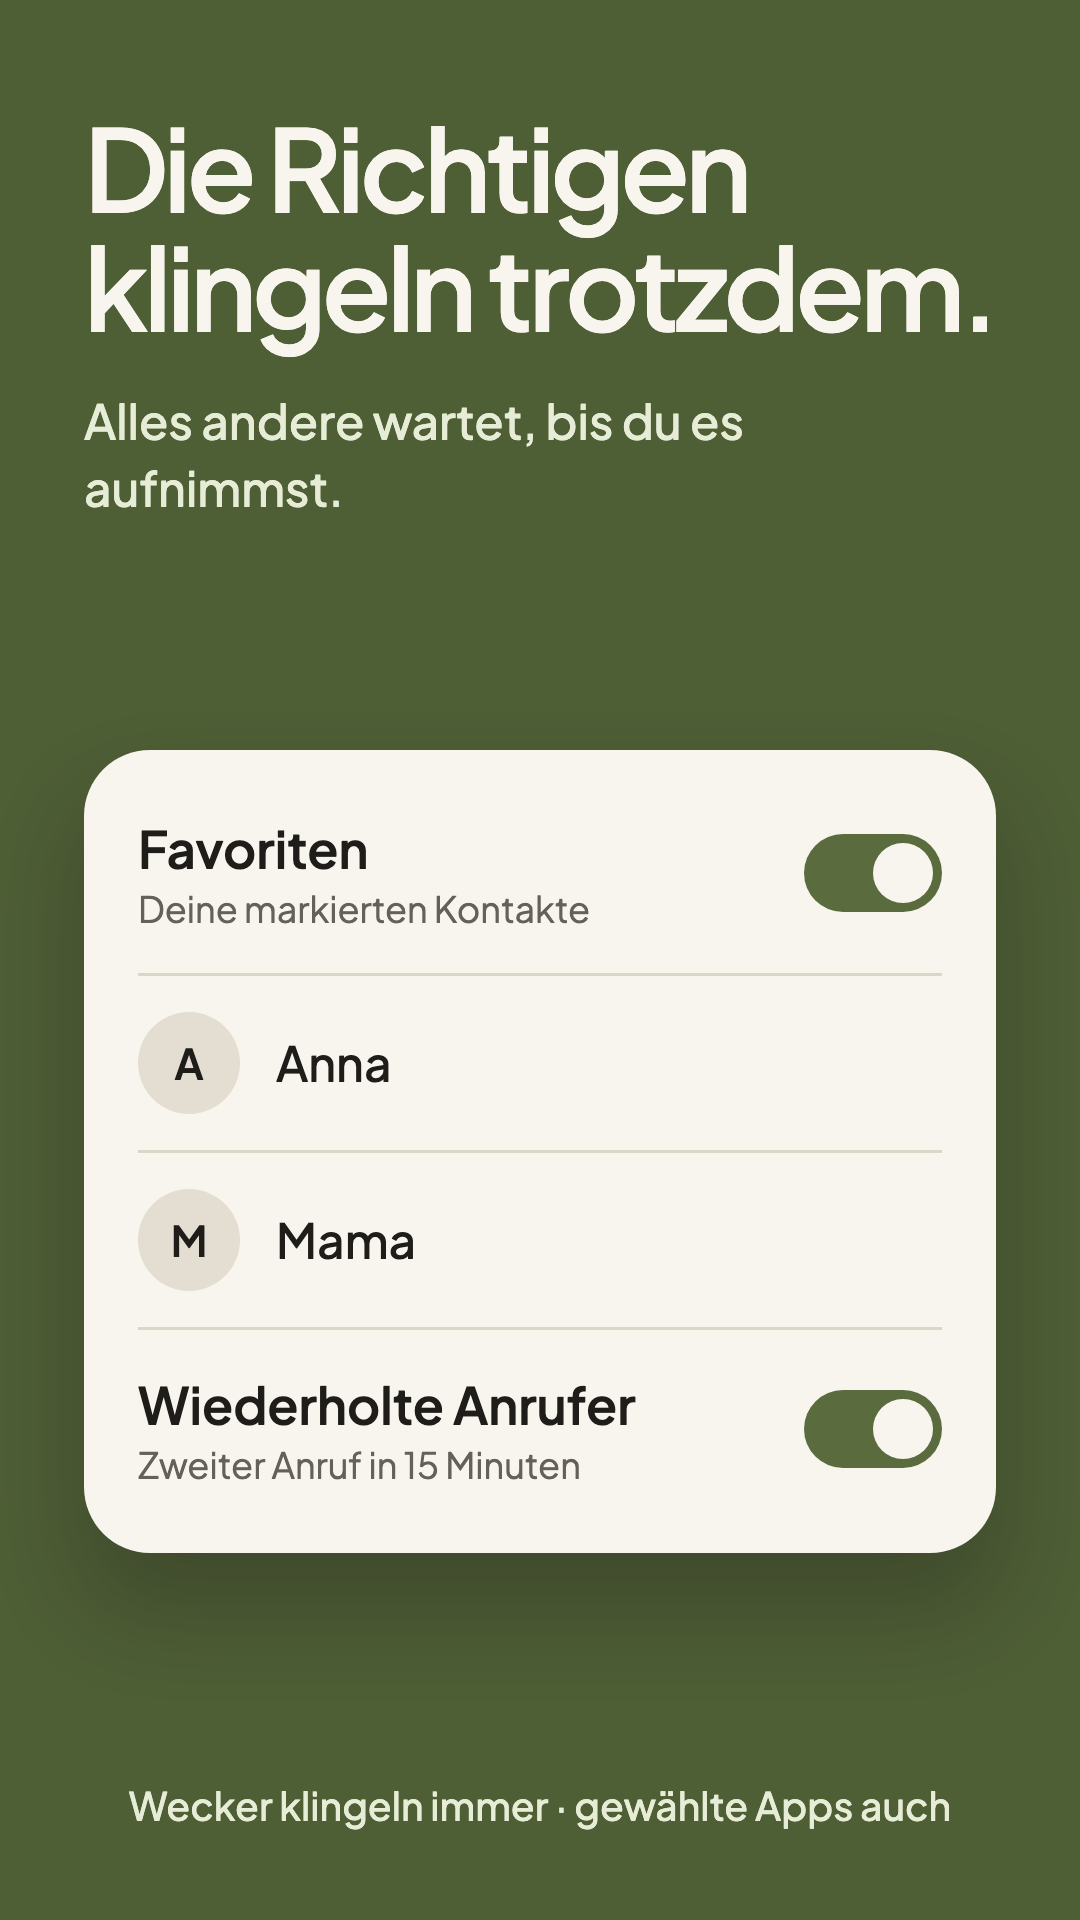 Die Richtigen
klingeln trotzdem.
Alles andere wartet, bis du es
aufnimmst.
Favoriten
Deine markierten Kontakte
A Anna
M Mama
Wiederholte Anrufer
Zweiter Anruf in 15 Minuten
Wecker klingeln immer · gewählte Apps auch